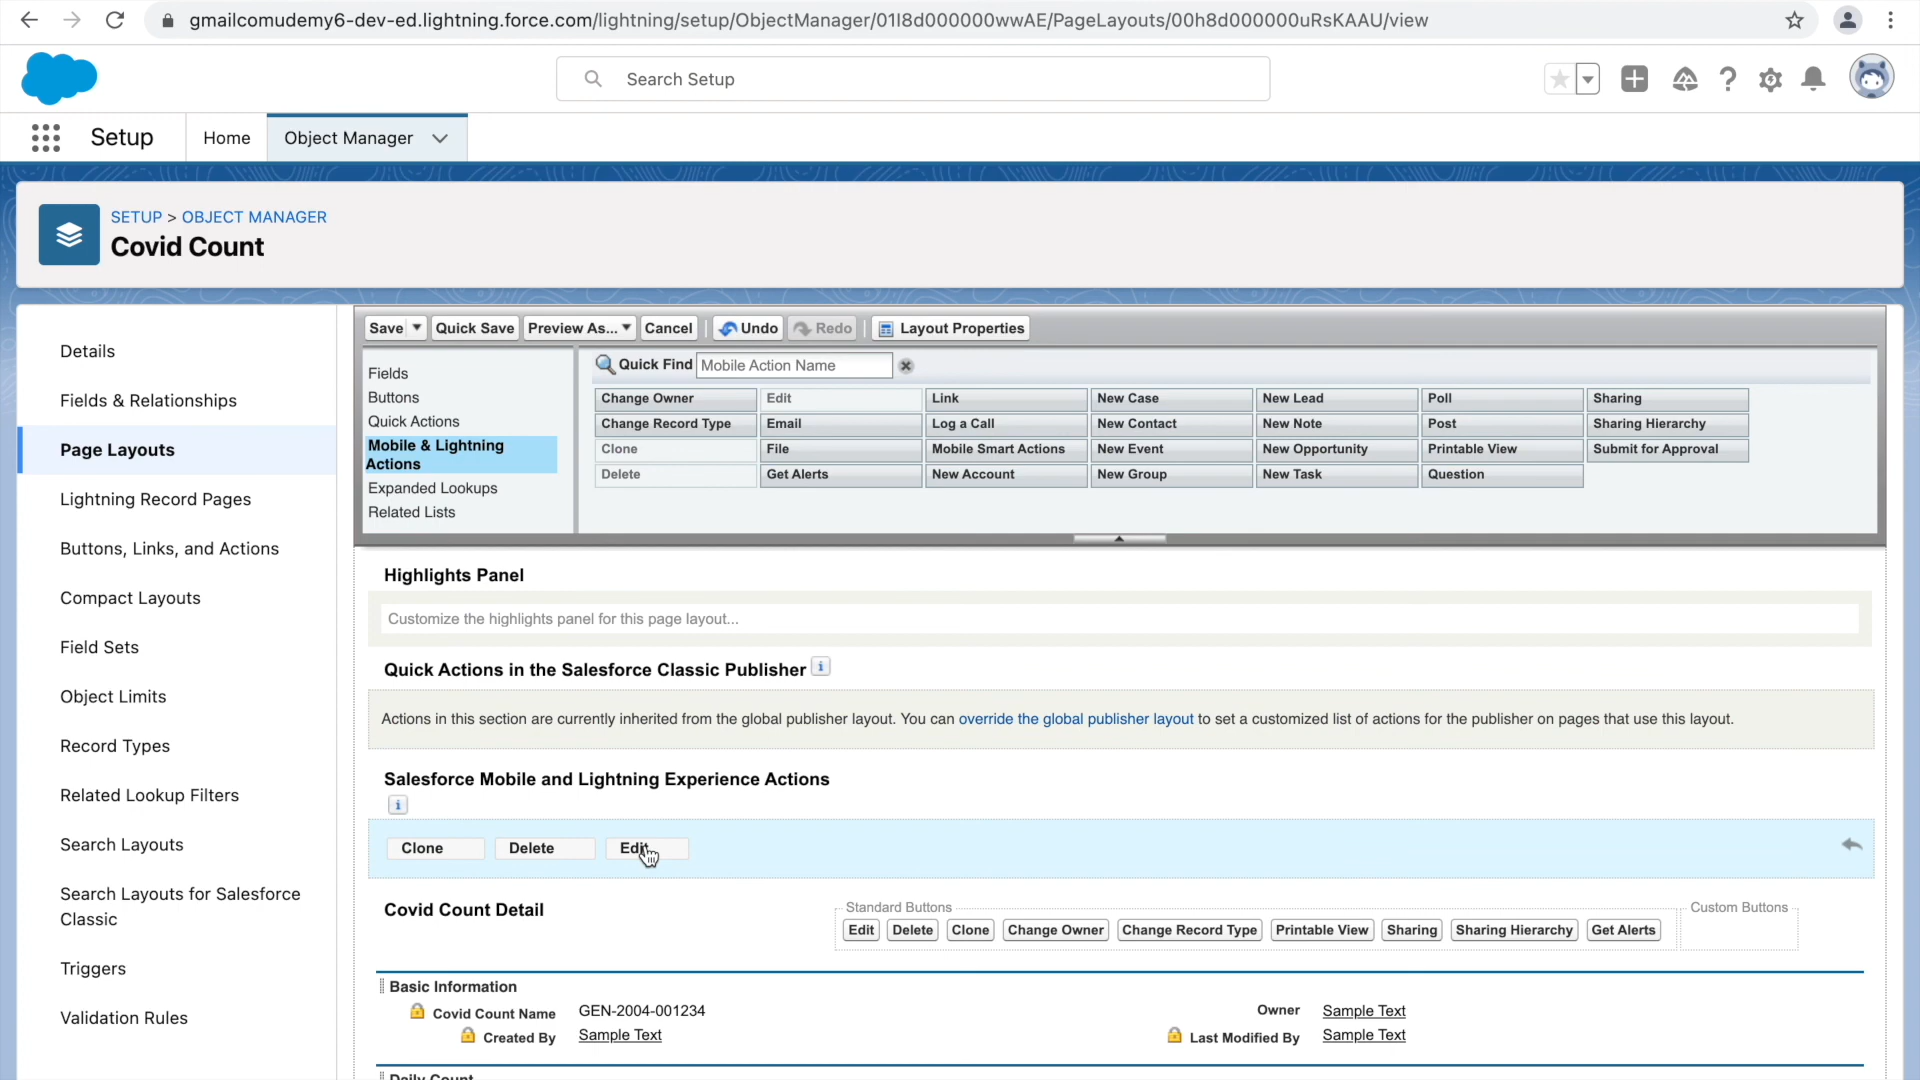 gmailcomudemy6-dev-ed.lightning.force.com/lightning/setup/ObjectManager/01I8d000000wwAE/PageLayouts/00h8d000000uRsKAAU/view
Search Setup
Setup
Home
Object Manager
SETUP > OBJECT MANAGER
Covid Count
Details
Fields & Relationships
Page Layouts
Lightning Record Pages
Buttons, Links, and Actions
Compact Layouts
Field Sets
Object Limits
Record Types
Related Lookup Filters
Search Layouts
Search Layouts for Salesforce
Classic
Triggers
Validation Rules
Save Quick Save Preview As... Cancel Undo Redo Layout Properties
Fields
Buttons
Quick Actions
Mobile & Lightning
Actions
Expanded Lookups
Related Lists
Quick Find Mobile Action Name
Change Owner Edit Link New Case New Lead Poll Sharing
Change Record Type Email Log a Call New Contact New Note Post Sharing Hierarchy
Clone File Mobile Smart Actions New Event New Opportunity Printable View Submit for Approval
Delete Get Alerts New Account New Group New Task Question
Highlights Panel
Customize the highlights panel for this page layout...
Quick Actions in the Salesforce Classic Publisher
Actions in this section are currently inherited from the global publisher layout. You can override the global publisher layout to set a customized list of actions for the publisher on pages that use this layout.
Salesforce Mobile and Lightning Experience Actions
Clone Delete Edit
Covid Count Detail
Standard Buttons
Edit Delete Clone Change Owner Change Record Type Printable View Sharing Sharing Hierarchy Get Alerts
Custom Buttons
Basic Information
Covid Count Name GEN-2004-001234 Owner Sample Text
Created By Sample Text Last Modified By Sample Text
Daily Count